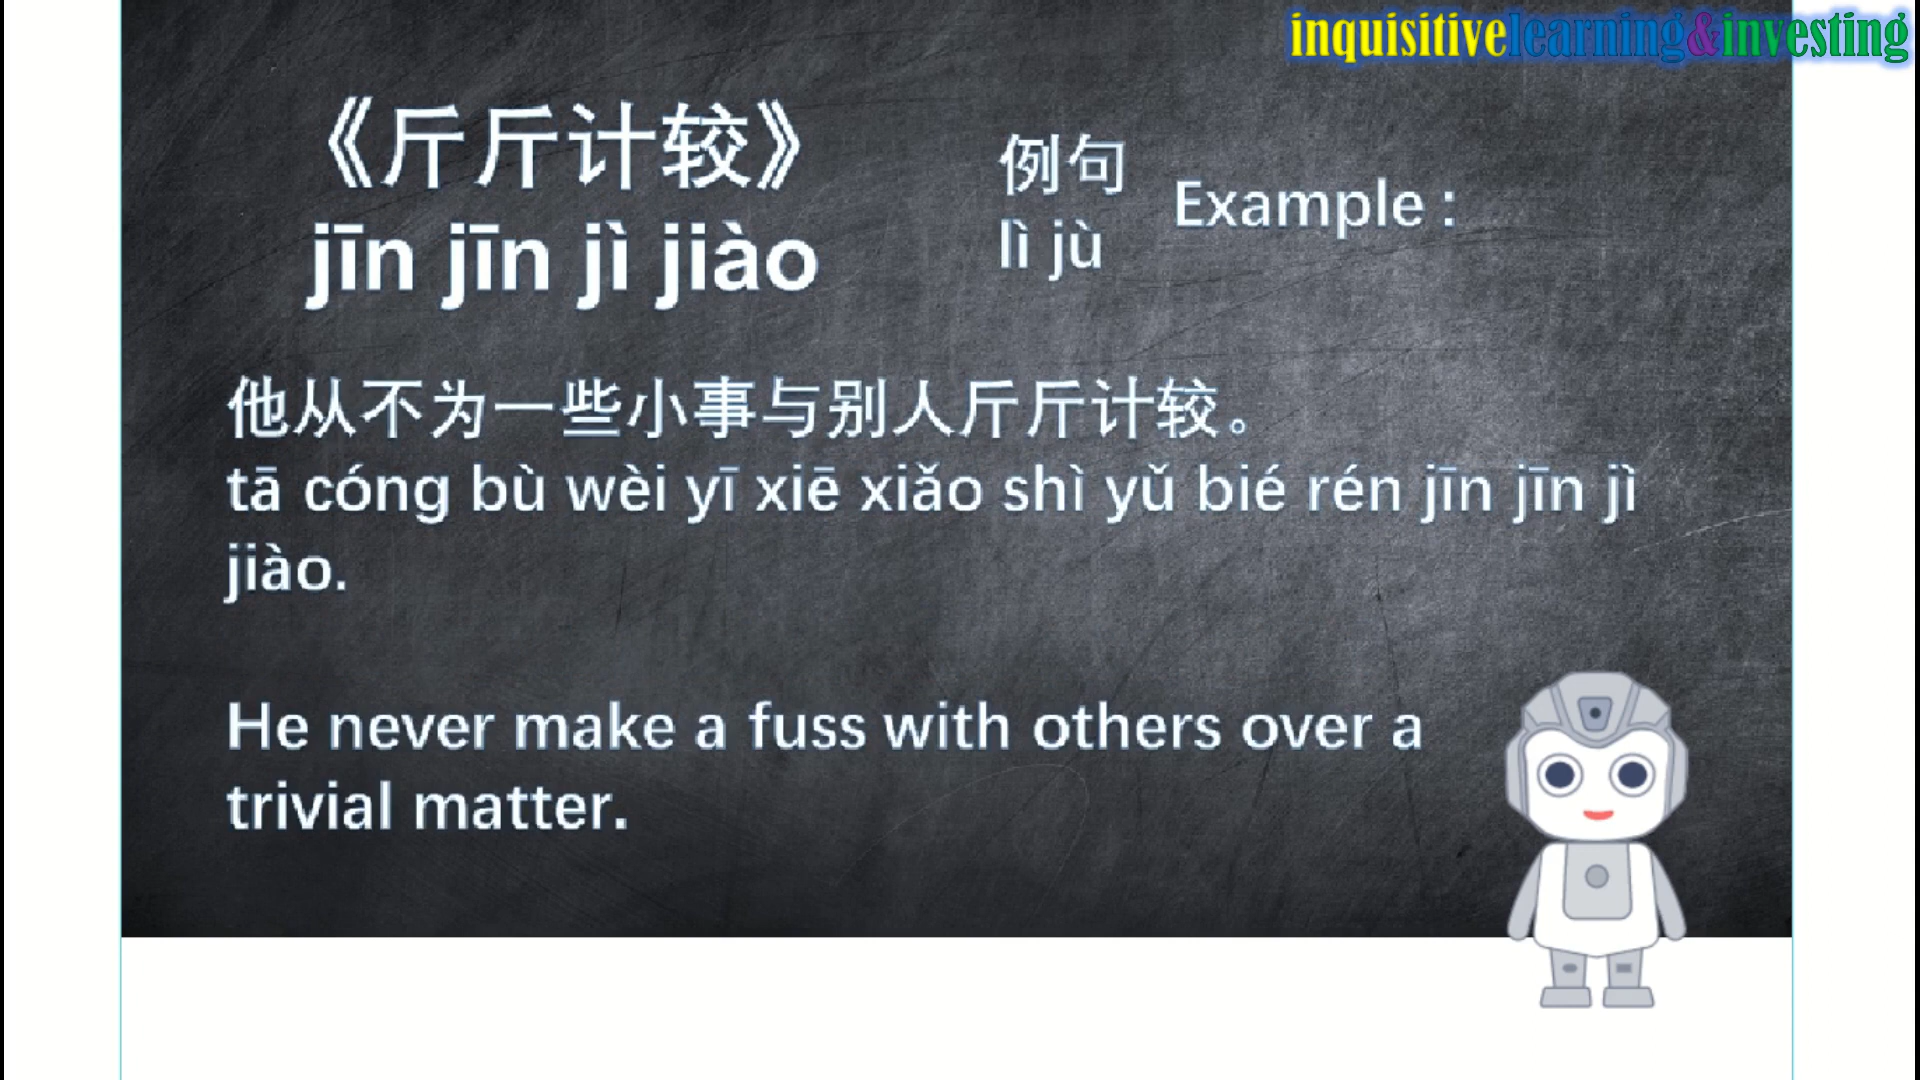 inquisitivelearning&investing
《斤斤计较》
jīn jīn jì jiào
例句
lì jù
Example :
他从不为一些小事与别人斤斤计较。
tā cóng bù wèi yī xiē xiǎo shì yǔ bié rén jīn jīn jì
jiào.
He never make a fuss with others over a
trivial matter.